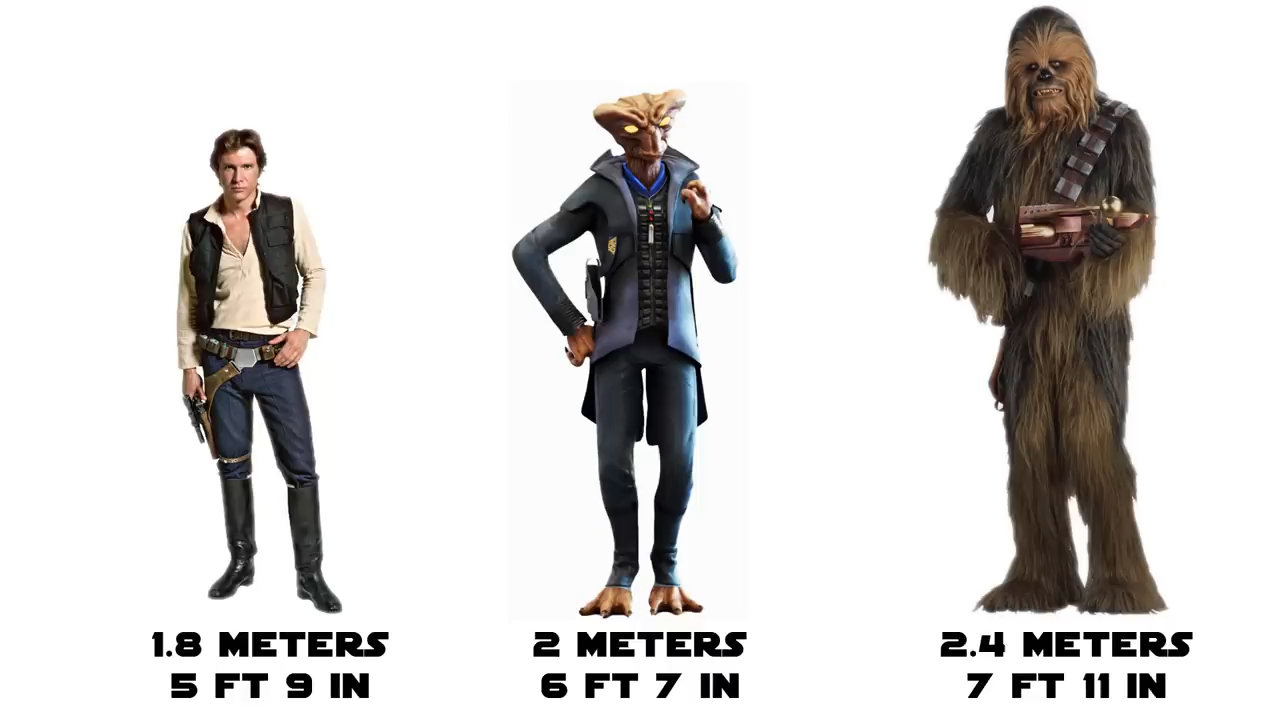 1.8 METERS
5 FT 9 IN
2 METERS
6 FT 7 IN
2.4 METERS
7 FT 11 IN